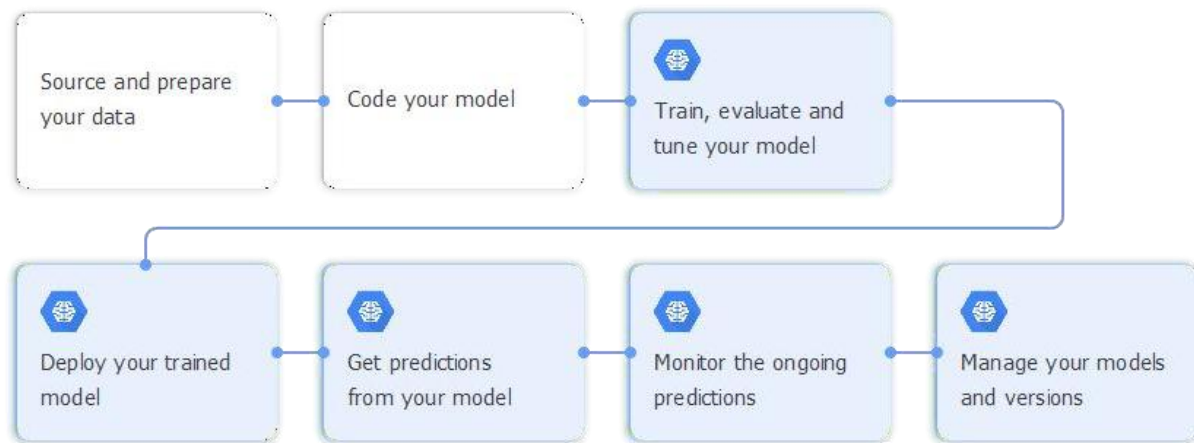 Source and prepare
your data
Code your model
Train, evaluate and
tune your model
Deploy your trained
model
Get predictions
from your model
Monitor the ongoing
predictions
Manage your models
and versions